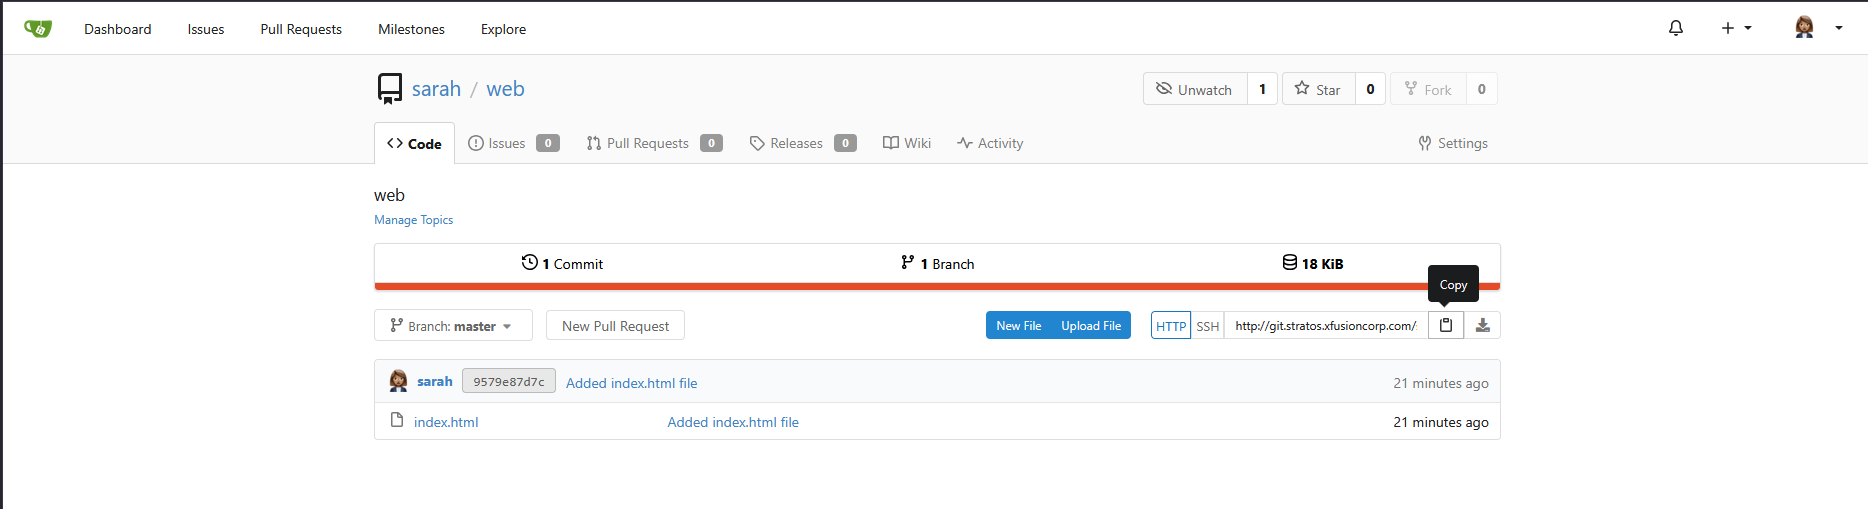 Dashboard Issues Pull Requests Milestones Explore
sarah / web
Unwatch 1 Star 0 Fork 0
Code Issues 0 Pull Requests 0 Releases 0 Wiki Activity Settings
web
Manage Topics
1 Commit 1 Branch 18 KiB
Copy
Branch: master New Pull Request New File Upload File HTTP SSH http://git.stratos.xfusioncorp.com/
sarah 9579e87d7c Added index.html file 21 minutes ago
index.html Added index.html file 21 minutes ago